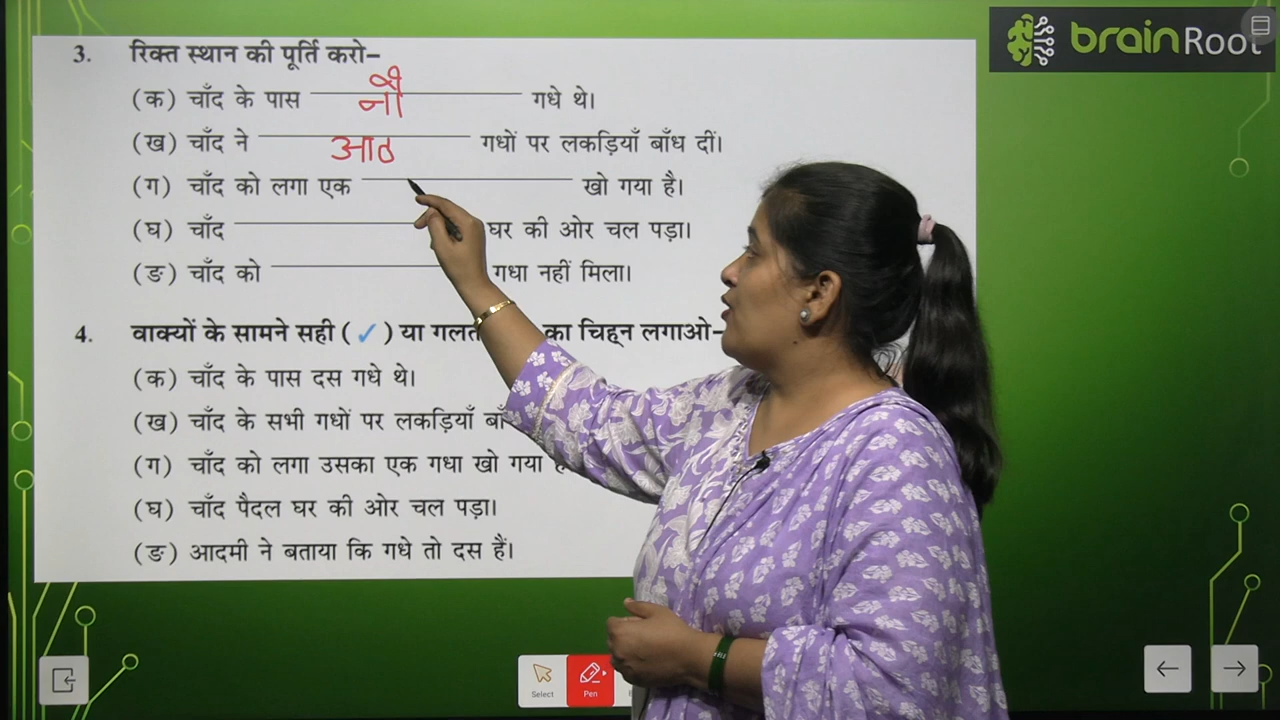 brainRoot
3. रिक्त स्थान की पूर्ति करो-
(क) चाँद के पास नौ गधे थे।
(ख) चाँद ने आठ गधों पर लकड़ियाँ बाँध दीं।
(ग) चाँद को लगा एक खो गया है।
(घ) चाँद घर की ओर चल पड़ा।
(ङ) चाँद को गधा नहीं मिला।
4. वाक्यों के सामने सही (✓) या गलत का चिह्न लगाओ-
(क) चाँद के पास दस गधे थे।
(ख) चाँद के सभी गधों पर लकड़ियाँ
(ग) चाँद को लगा उसका एक गधा खो गया
(घ) चाँद पैदल घर की ओर चल पड़ा।
(ङ) आदमी ने बताया कि गधे तो दस हैं।
Select Pen